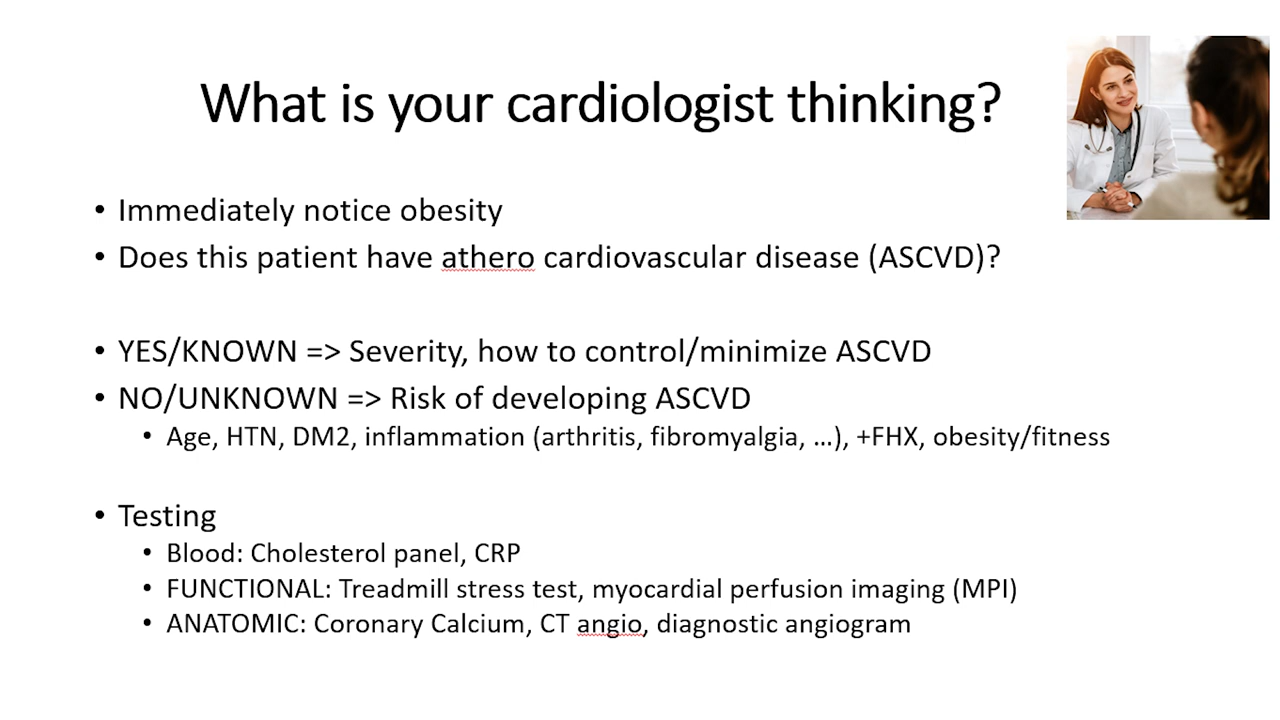 What is your cardiologist thinking?
• Immediately notice obesity
• Does this patient have athero cardiovascular disease (ASCVD)?
• YES/KNOWN => Severity, how to control/minimize ASCVD
• NO/UNKNOWN => Risk of developing ASCVD
• Age, HTN, DM2, inflammation (arthritis, fibromyalgia, …), +FHX, obesity/fitness
• Testing
• Blood: Cholesterol panel, CRP
• FUNCTIONAL: Treadmill stress test, myocardial perfusion imaging (MPI)
• ANATOMIC: Coronary Calcium, CT angio, diagnostic angiogram